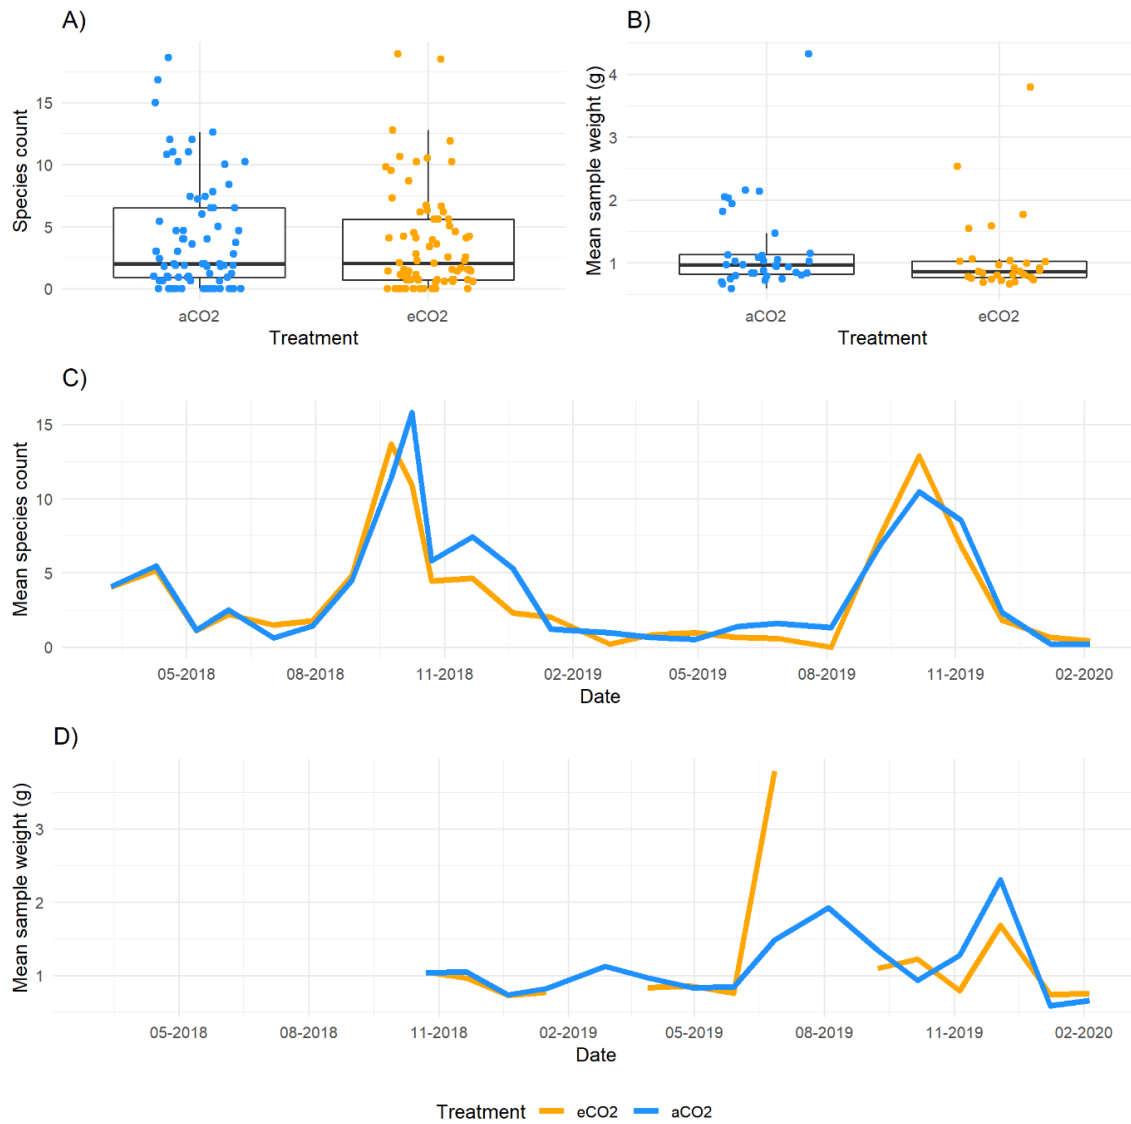 A)
B)
Species count
15
10
5
0
aCO2
eCO2
Treatment
Mean sample weight (g)
4
3
2
1
aCO2
eCO2
Treatment
C)
Mean species count
15
10
5
0
05-2018
08-2018
11-2018
02-2019
05-2019
08-2019
11-2019
02-2020
Date
D)
Mean sample weight (g)
3
2
1
05-2018
08-2018
11-2018
02-2019
05-2019
08-2019
11-2019
02-2020
Date
Treatment eCO2 aCO2